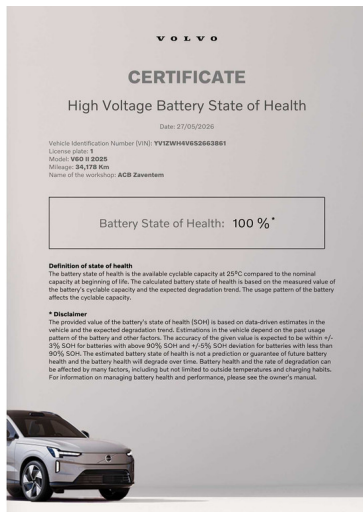 VOLVO
CERTIFICATE
High Voltage Battery State of Health
Date: 27/05/2026
Vehicle Identification Number (VIN): YV1ZWH4V6S2663861
License plate: 1
Model: V60 II 2025
Mileage: 34,178 Km
Name of the workshop: ACB Zaventem
Battery State of Health: 100 %*
Definition of state of health
The battery state of health is the available cyclable capacity at 25°C compared to the nominal
capacity at beginning of life. The calculated battery state of health is based on the measured value of
the battery's cyclable capacity and the expected degradation trend. The usage pattern of the battery
affects the cyclable capacity.
* Disclaimer
The provided value of the battery's state of health (SOH) is based on data-driven estimates in the
vehicle and the expected degradation trend. Estimations in the vehicle depend on the past usage
pattern of the battery and other factors. The accuracy of the given value is expected to be within +/-
3% SOH for batteries with above 90% SOH and +/-5% SOH deviation for batteries with less than
90% SOH. The estimated battery state of health is not a prediction or guarantee of future battery
health and the battery health will degrade over time. Battery health and the rate of degradation can
be affected by many factors, including but not limited to outside temperatures and charging habits.
For information on managing battery health and performance, please see the owner's manual.